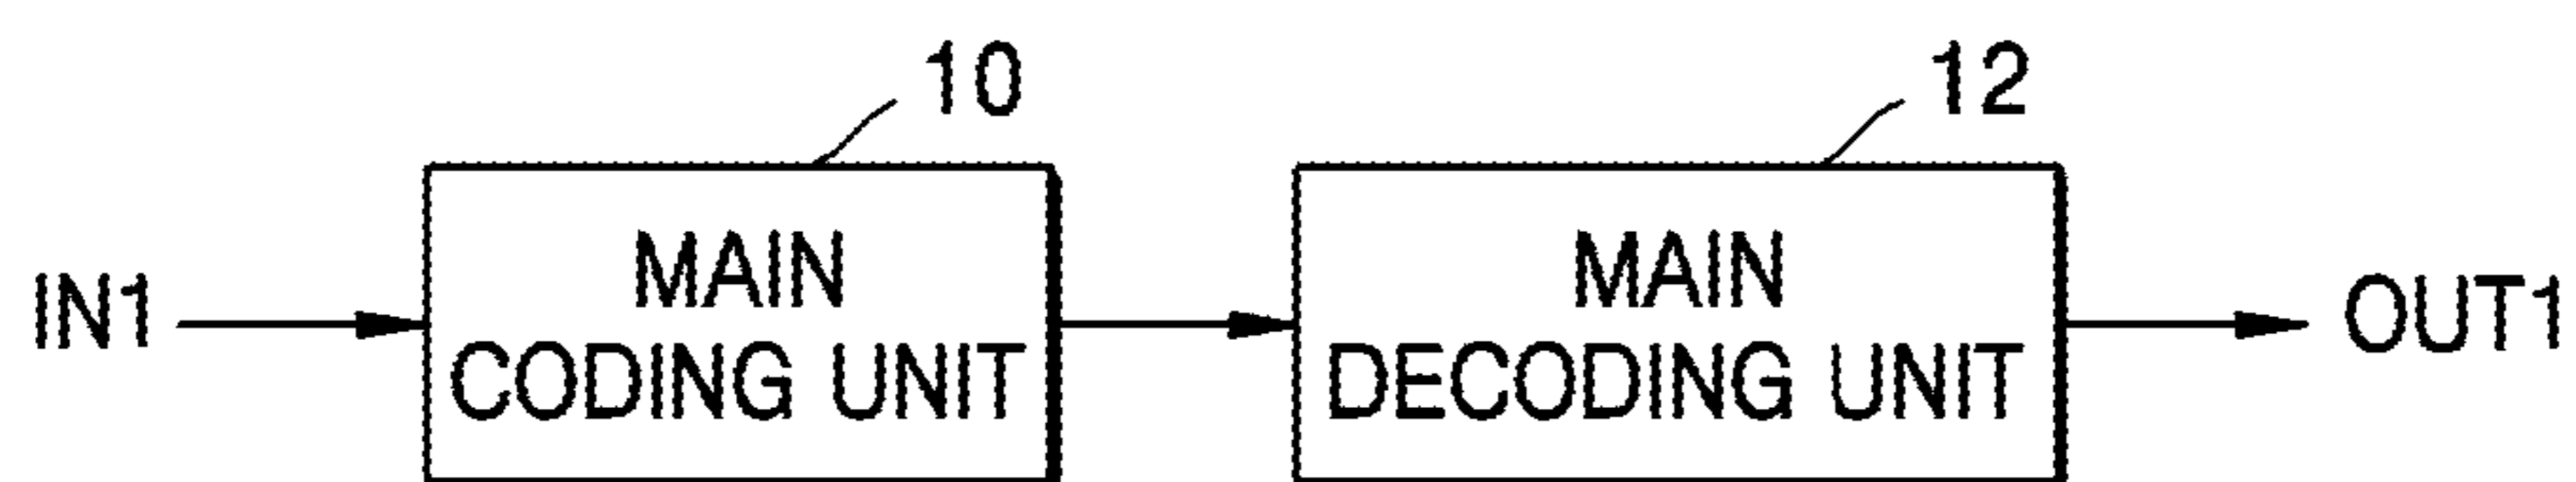 10
12
IN1
MAIN
CODING UNIT
MAIN
DECODING UNIT
OUT1